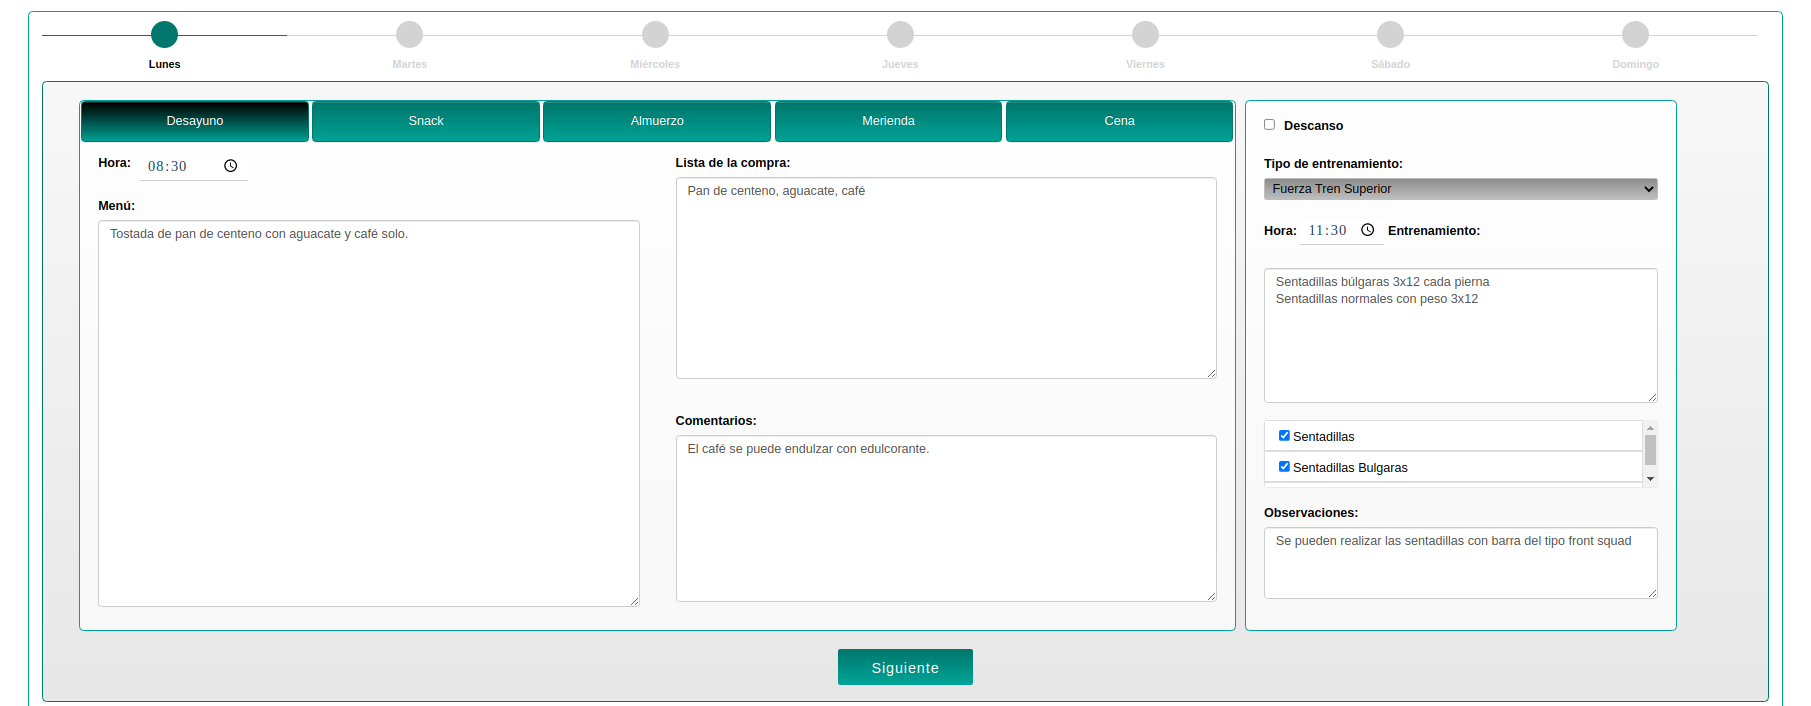 Lunes
Martes
Miércoles
Jueves
Viernes
Sábado
Domingo
Desayuno
Snack
Almuerzo
Merienda
Cena
Hora: 08:30
Menú:
Tostada de pan de centeno con aguacate y café solo.
Lista de la compra:
Pan de centeno, aguacate, café
Comentarios:
El café se puede endulzar con edulcorante.
Descanso
Tipo de entrenamiento:
Fuerza Tren Superior
Hora: 11:30 Entrenamiento:
Sentadillas búlgaras 3x12 cada pierna
Sentadillas normales con peso 3x12
Sentadillas
Sentadillas Bulgaras
Observaciones:
Se pueden realizar las sentadillas con barra del tipo front squad
Siguiente